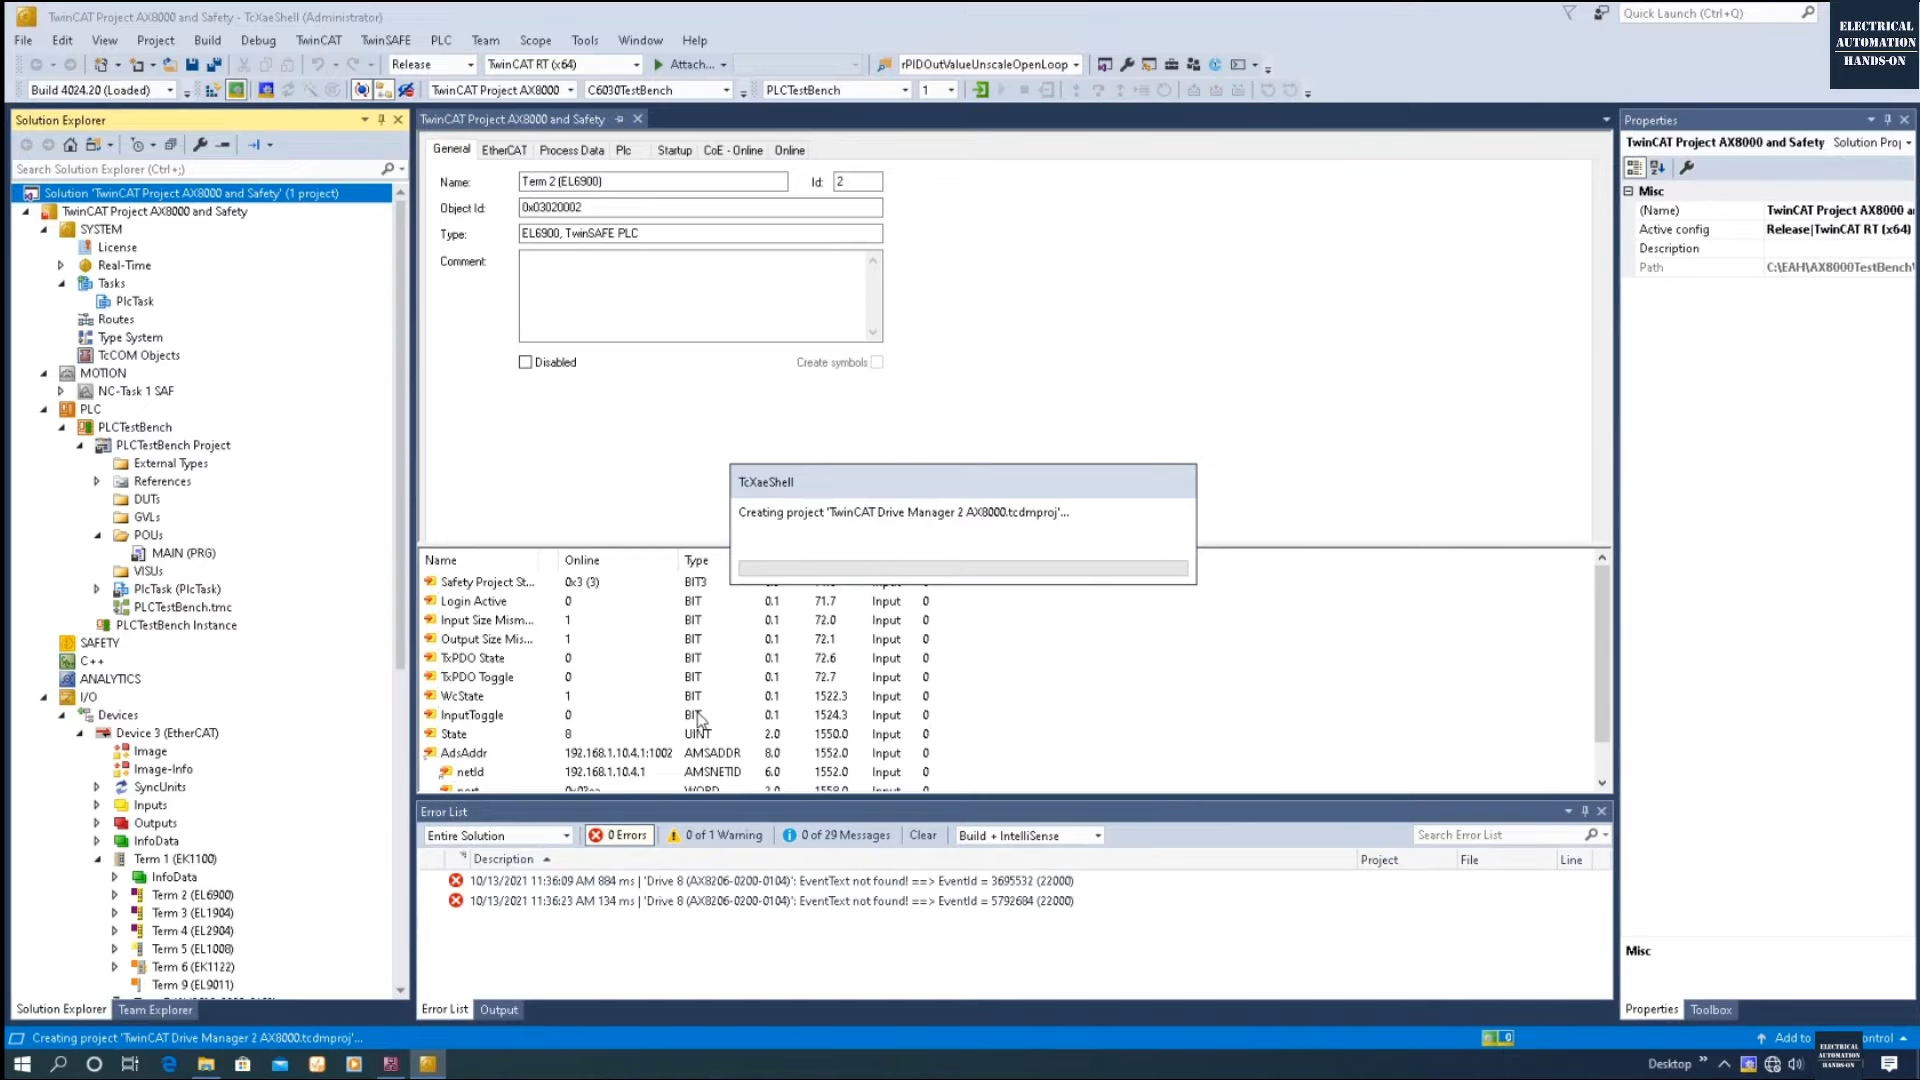 TwinCAT Project AX8000 and Safety - TcXaeShell (Administrator)
Quick Launch (Ctrl+Q)
ELECTRICAL
AUTOMATION
HANDS-ON
File Edit View Project Build Debug TwinCAT TwinSAFE PLC Team Scope Tools Window Help
Release TwinCAT RT (x64) Attach... rPIDOutValueUnscaleOpenLoop
Build 4024.20 (Loaded) TwinCAT Project AX8000 C6030TestBench PLCTestBench 1
Solution Explorer
Search Solution Explorer (Ctrl+;)
Solution 'TwinCAT Project AX8000 and Safety' (1 project)
TwinCAT Project AX8000 and Safety
SYSTEM
License
Real-Time
Tasks
PlcTask
Routes
Type System
TcCOM Objects
MOTION
NC-Task 1 SAF
PLC
PLCTestBench
PLCTestBench Project
External Types
References
DUTs
GVLs
POUs
MAIN (PRG)
VISUs
PlcTask (PlcTask)
PLCTestBench.tmc
PLCTestBench Instance
SAFETY
C++
ANALYTICS
I/O
Devices
Device 3 (EtherCAT)
Image
Image-Info
SyncUnits
Inputs
Outputs
InfoData
Term 1 (EK1100)
InfoData
Term 2 (EL6900)
Term 3 (EL1904)
Term 4 (EL2904)
Term 5 (EL1008)
Term 6 (EK1122)
Term 9 (EL9011)
Solution Explorer Team Explorer
TwinCAT Project AX8000 and Safety
General EtherCAT Process Data Plc Startup CoE - Online Online
Name: Term 2 (EL6900) Id: 2
Object Id: 0x03020002
Type: EL6900, TwinSAFE PLC
Comment:
Disabled Create symbols
TcXaeShell
Creating project 'TwinCAT Drive Manager 2 AX8000.tcdmproj'...
Name Online Type
Safety Project St... 0x3 (3) BIT3
Login Active 0 BIT 0.1 71.7 Input 0
Input Size Mism... 1 BIT 0.1 72.0 Input 0
Output Size Mis... 1 BIT 0.1 72.1 Input 0
TxPDO State 0 BIT 0.1 72.6 Input 0
TxPDO Toggle 0 BIT 0.1 72.7 Input 0
WcState 1 BIT 0.1 1522.3 Input 0
InputToggle 0 BIT 0.1 1524.3 Input 0
State 8 UINT 2.0 1550.0 Input 0
AdsAddr 192.168.1.10.4.1:1002 AMSADDR 8.0 1552.0 Input 0
netId 192.168.1.10.4.1 AMSNETID 6.0 1552.0 Input 0
Error List
Entire Solution 0 Errors 0 of 1 Warning 0 of 29 Messages Clear Build + IntelliSense Search Error List
Description Project File Line
10/13/2021 11:36:09 AM 884 ms | 'Drive 8 (AX8206-0200-0104)': EventText not found! ==> EventId = 3695532 (22000)
10/13/2021 11:36:23 AM 134 ms | 'Drive 8 (AX8206-0200-0104)': EventText not found! ==> EventId = 5792684 (22000)
Error List Output
Properties
TwinCAT Project AX8000 and Safety Solution Proj
Misc
(Name) TwinCAT Project AX8000 a
Active config Release|TwinCAT RT (x64)
Description
Path C:\EAH\AX8000TestBench\
Misc
Properties Toolbox
Creating project 'TwinCAT Drive Manager 2 AX8000.tcdmproj'...
0
Add to ontrol
Desktop
ELECTRICAL
AUTOMATION
HANDS-ON